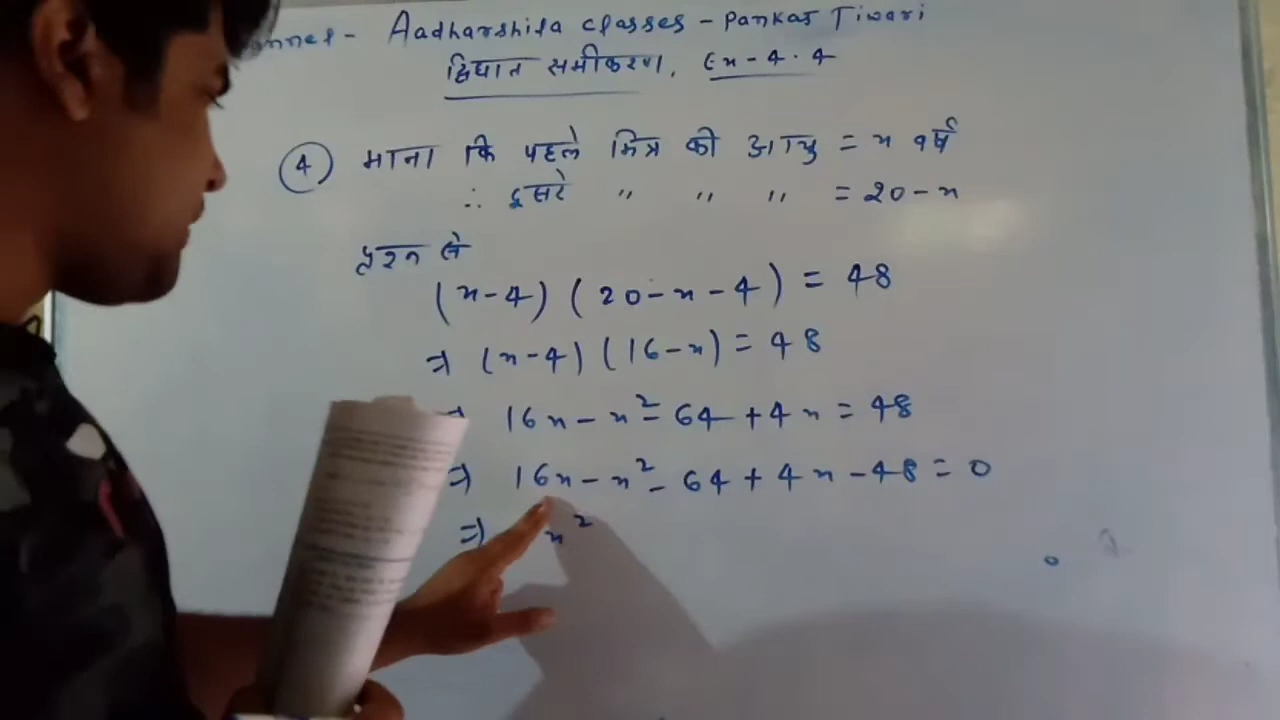 Aadharshila classes - Pankaj Tiwari
द्विघात समीकरण, Ex - 4.4
④ माना कि पहले मित्र की आयु = x वर्ष
∴ दूसरे " " " = 20 - x
प्रश्न से
(x-4) (20-x-4) = 48
⇒ (x-4) (16-x) = 48
16x - x² - 64 + 4x = 48
⇒ 16x - x² - 64 + 4x - 48 = 0
⇒ x²